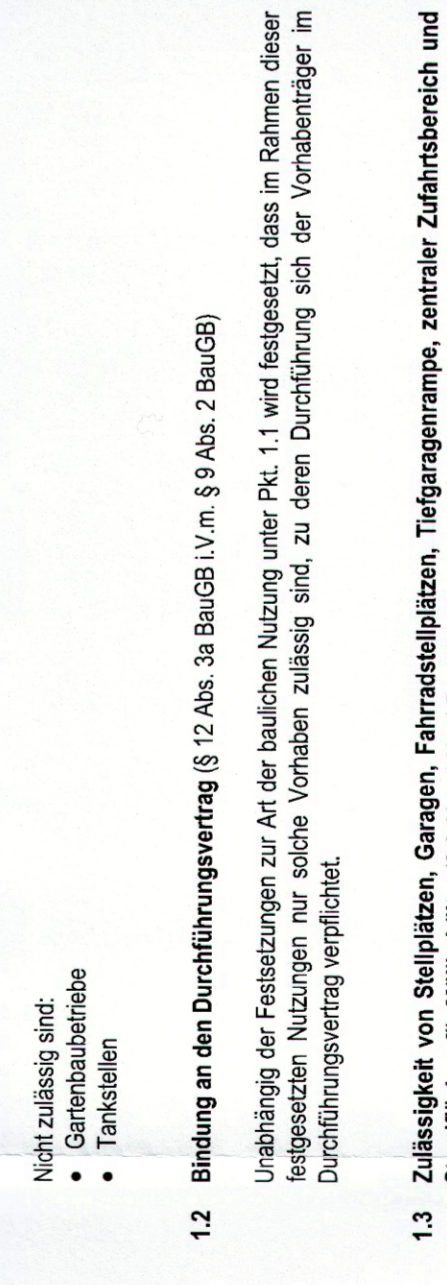 Nicht zulässig sind:
• Gartenbaubetriebe
• Tankstellen
1.2 Bindung an den Durchführungsvertrag (§ 12 Abs. 3a BauGB i.V.m. § 9 Abs. 2 BauGB)
Unabhängig der Festsetzungen zur Art der baulichen Nutzung unter Pkt. 1.1 wird festgesetzt, dass im Rahmen dieser
festgesetzten Nutzungen nur solche Vorhaben zulässig sind, zu deren Durchführung sich der Vorhabenträger im
Durchführungsvertrag verpflichtet.
1.3 Zulässigkeit von Stellplätzen, Garagen, Fahrradstellplätzen, Tiefgaragenrampe, zentraler Zufahrtsbereich und